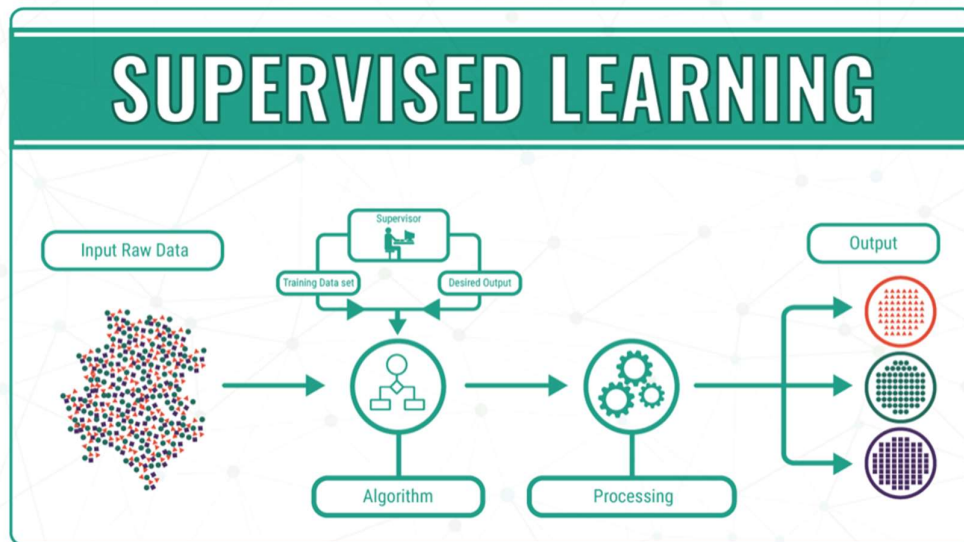 SUPERVISED LEARNING
Input Raw Data
Supervisor
Training Data set
Desired Output
Algorithm
Processing
Output